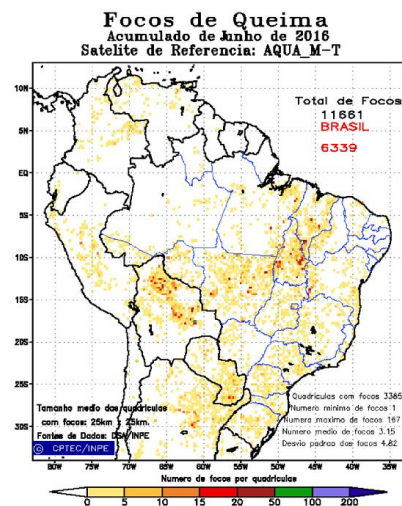 Focos de Queima
Acumulado de Junho de 2016
Satelite de Referencia: AQUA_M-T
Total de Focos
11661
BRASIL
6339
10N
5N
EQ
5S
10S
15S
20S
25S
30S
Quadriculas com focos 3385
Numero minimo de focos 1
Numero maximo de focos 167
Numero medio de focos 3.15
Desvio padrao dos focos 4.82
Tamanho medio das quadriculas
com focos: 25km x 25km.
Fontes de Dados: DSA/INPE
© CPTEC/INPE
80W 75W 70W 65W 60W 55W 50W 45W 40W 35W
Numero de focos por quadriculas
0 5 10 15 20 50 100 200